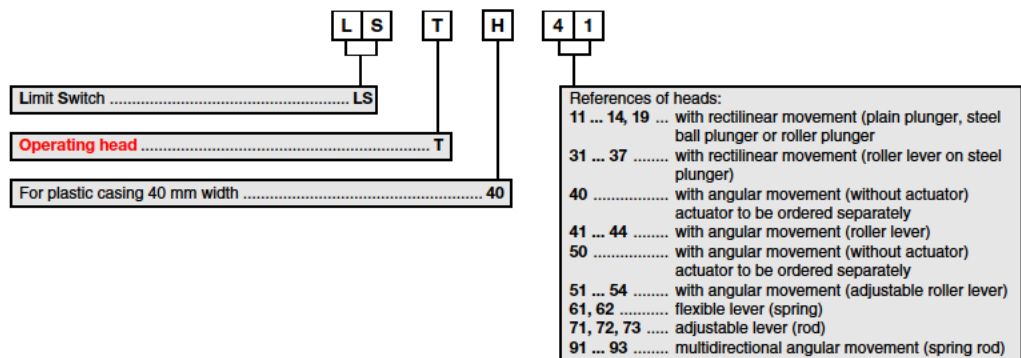 L S T H 4 1
Limit Switch ...................................................... LS
Operating head ................................................................. T
For plastic casing 40 mm width ...................................................... 40
References of heads:
11 ... 14, 19 ... with rectilinear movement (plain plunger, steel
ball plunger or roller plunger
31 ... 37 ........ with rectilinear movement (roller lever on steel
plunger)
40 ................. with angular movement (without actuator)
actuator to be ordered separately
41 ... 44 ........ with angular movement (roller lever)
50 ................. with angular movement (without actuator)
actuator to be ordered separately
51 ... 54 ........ with angular movement (adjustable roller lever)
61, 62 ........... flexible lever (spring)
71, 72, 73 ..... adjustable lever (rod)
91 ... 93 ........ multidirectional angular movement (spring rod)